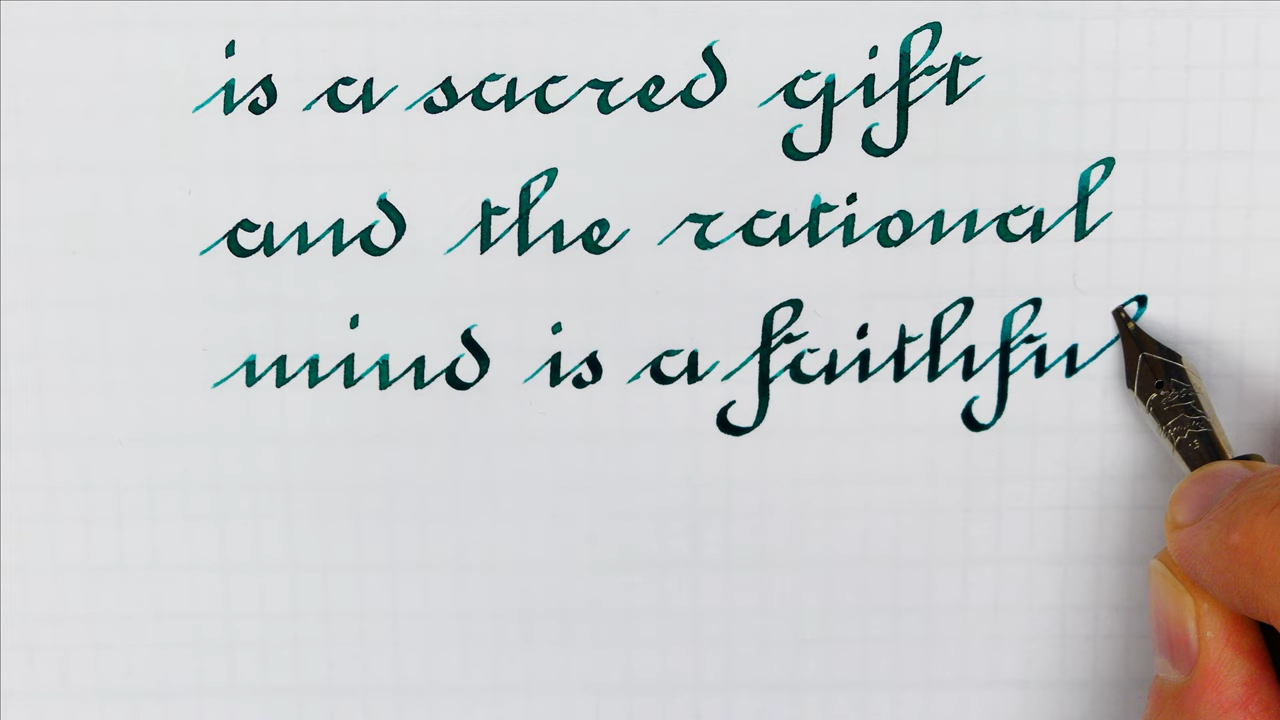 is a sacred gift
and the rational
mind is a faithful